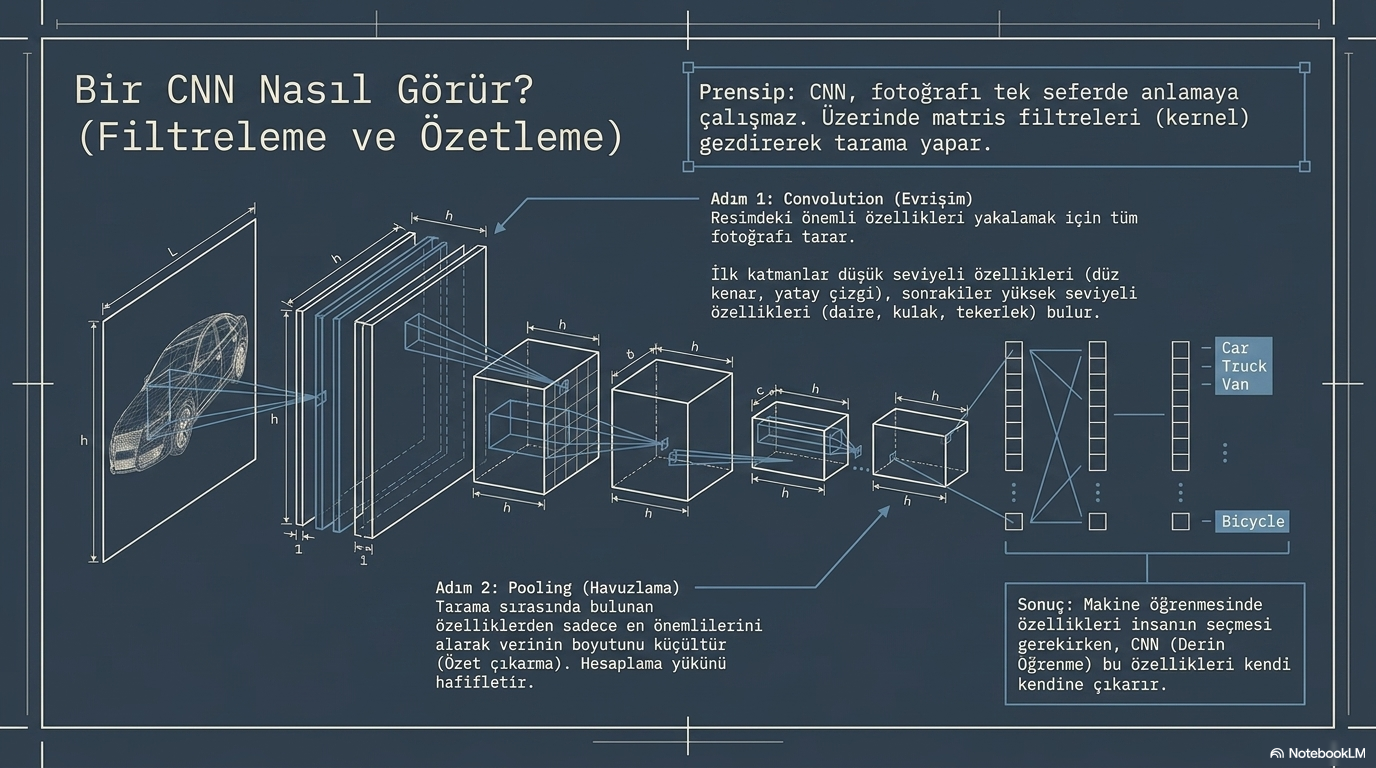 Bir CNN Nasıl Görür?
(Filtreleme ve Özetleme)
Prensip: CNN, fotoğrafı tek seferde anlamaya
çalışmaz. Üzerinde matris filtreleri (kernel)
gezdirerek tarama yapar.
Adım 1: Convolution (Evrişim)
Resimdeki önemli özellikleri yakalamak için tüm
fotoğrafı tarar.
İlk katmanlar düşük seviyeli özellikleri (düz
kenar, yatay çizgi), sonrakiler yüksek seviyeli
özellikleri (daire, kulak, tekerlek) bulur.
L
h
h
h
h
1
1
h
h
6
h
h
c
h
h
h
h
Car
Truck
Van
Bicycle
Adım 2: Pooling (Havuzlama)
Tarama sırasında bulunan
özelliklerden sadece en önemlilerini
alarak verinin boyutunu küçültür
(Özet çıkarma). Hesaplama yükünü
hafifletir.
Sonuç: Makine öğrenmesinde
özellikleri insanın seçmesi
gerekirken, CNN (Derin
Öğrenme) bu özellikleri kendi
kendine çıkarır.
NotebookLM